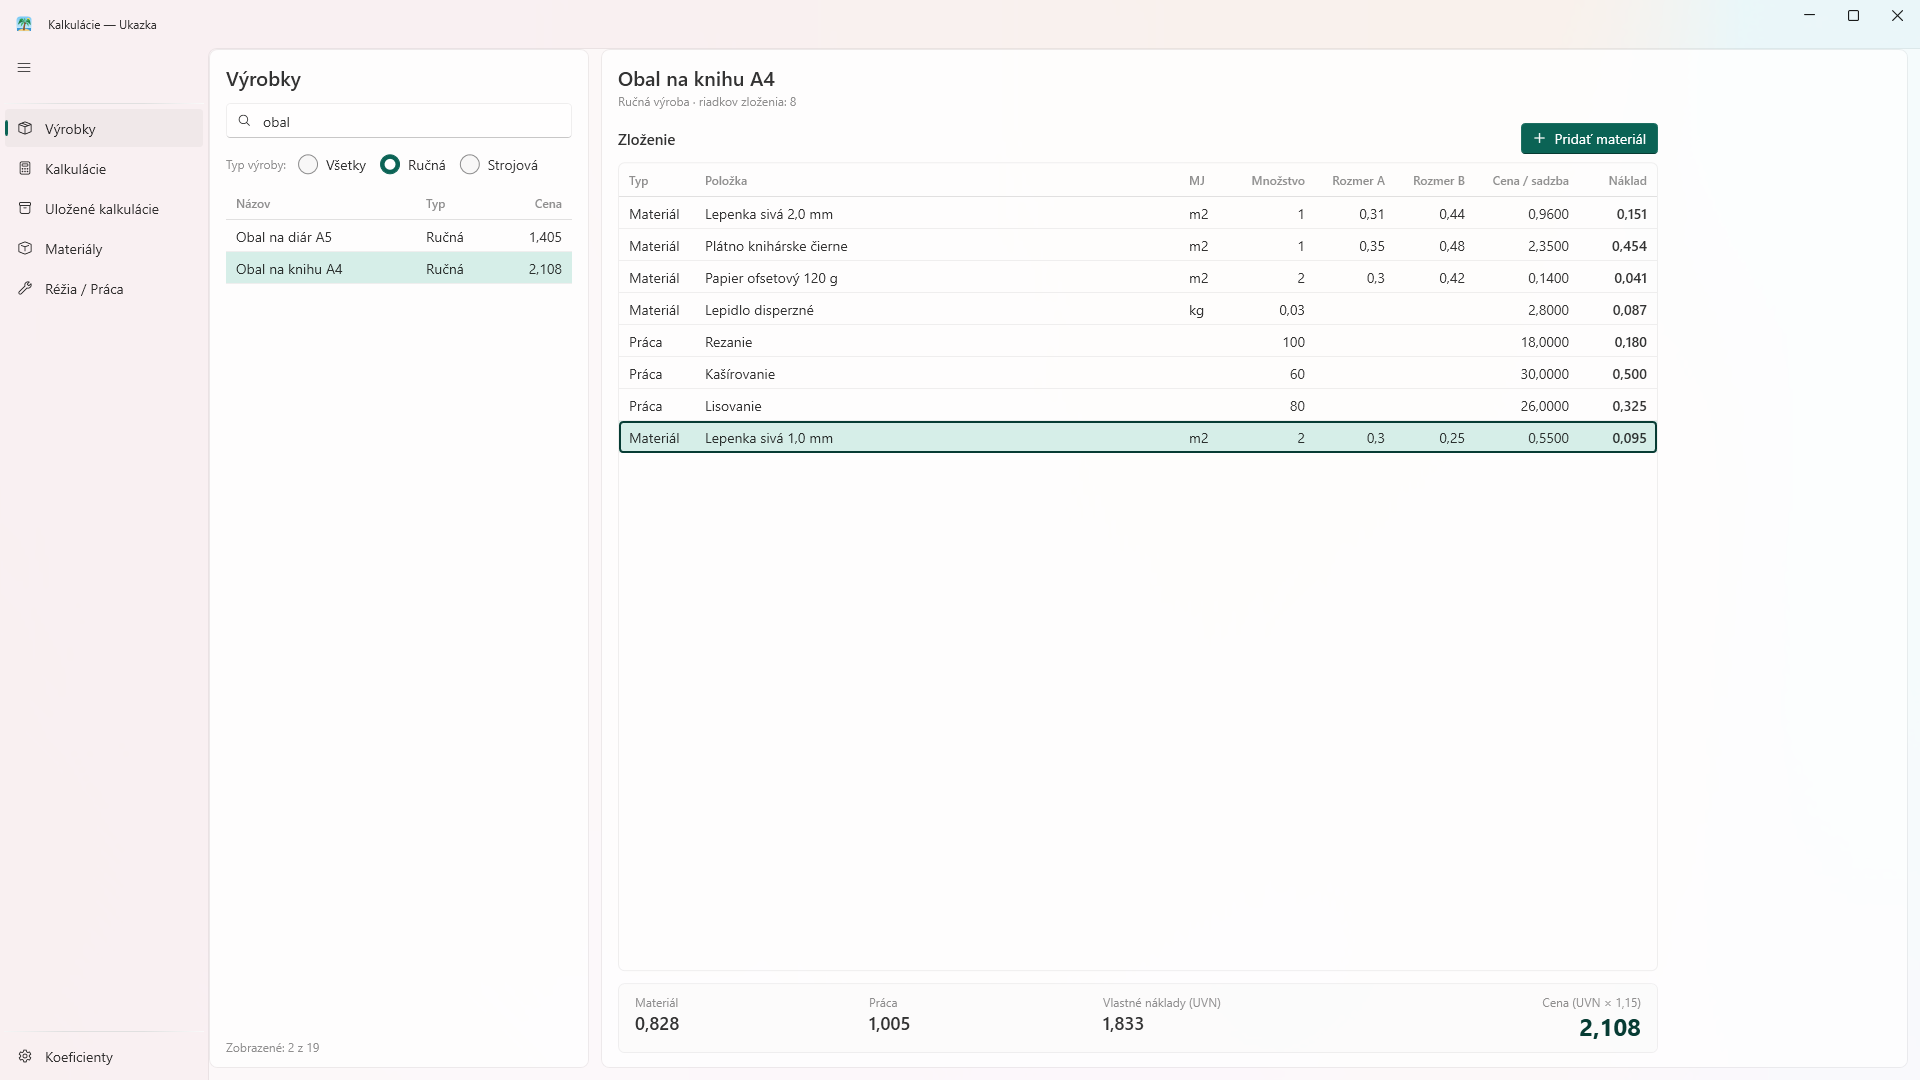 Kalkulácie — Ukazka
Výrobky
Kalkulácie
Uložené kalkulácie
Materiály
Réžia / Práca
Koeficienty
Výrobky
obal
Typ výroby: Všetky Ručná Strojová
Názov Typ Cena
Obal na diár A5 Ručná 1,405
Obal na knihu A4 Ručná 2,108
Zobrazené: 2 z 19
Obal na knihu A4
Ručná výroba · riadkov zloženia: 8
Zloženie
+ Pridať materiál
Typ Položka MJ Množstvo Rozmer A Rozmer B Cena / sadzba Náklad
Materiál Lepenka sivá 2,0 mm m2 1 0,31 0,44 0,9600 0,151
Materiál Plátno knihárske čierne m2 1 0,35 0,48 2,3500 0,454
Materiál Papier ofsetový 120 g m2 2 0,3 0,42 0,1400 0,041
Materiál Lepidlo disperzné kg 0,03 2,8000 0,087
Práca Rezanie 100 18,0000 0,180
Práca Kašírovanie 60 30,0000 0,500
Práca Lisovanie 80 26,0000 0,325
Materiál Lepenka sivá 1,0 mm m2 2 0,3 0,25 0,5500 0,095
Materiál Práca Vlastné náklady (UVN) Cena (UVN × 1,15)
0,828 1,005 1,833 2,108